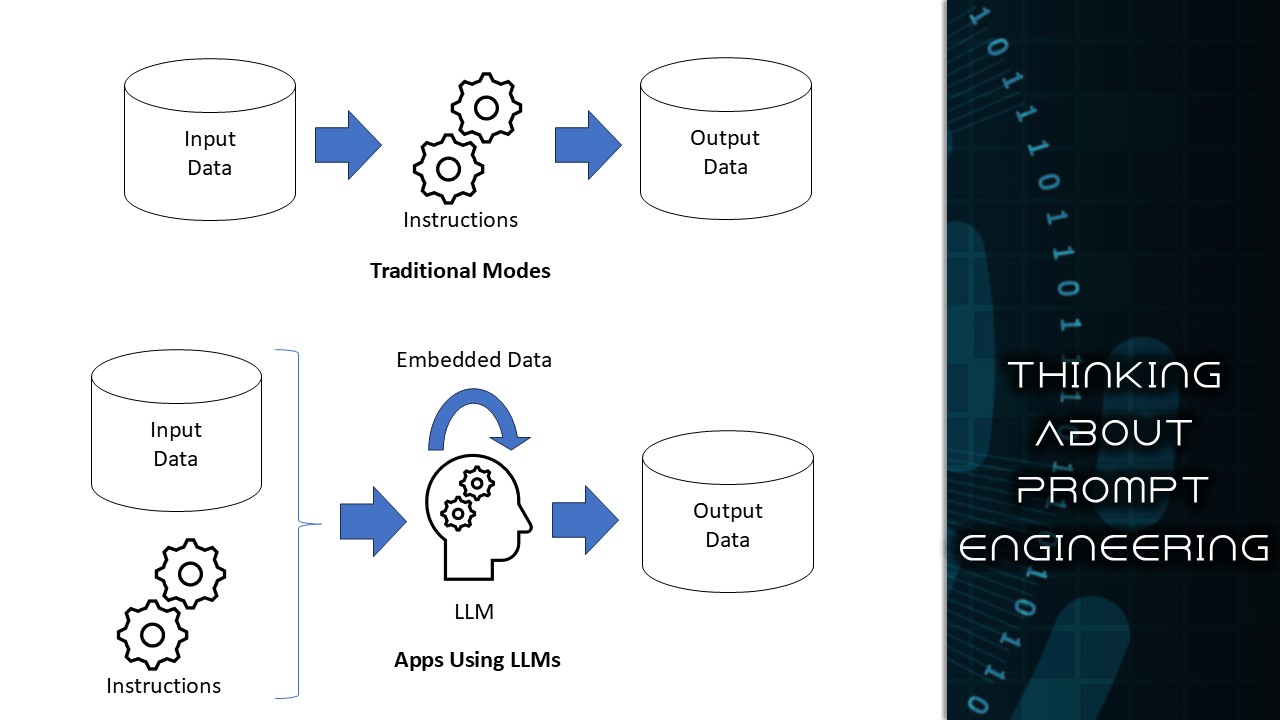 Input
Data
Instructions
Output
Data
Traditional Modes
Input
Data
Instructions
Embedded Data
LLM
Output
Data
Apps Using LLMs
THINKING
ABOUT
PROMPT
ENGINEERING